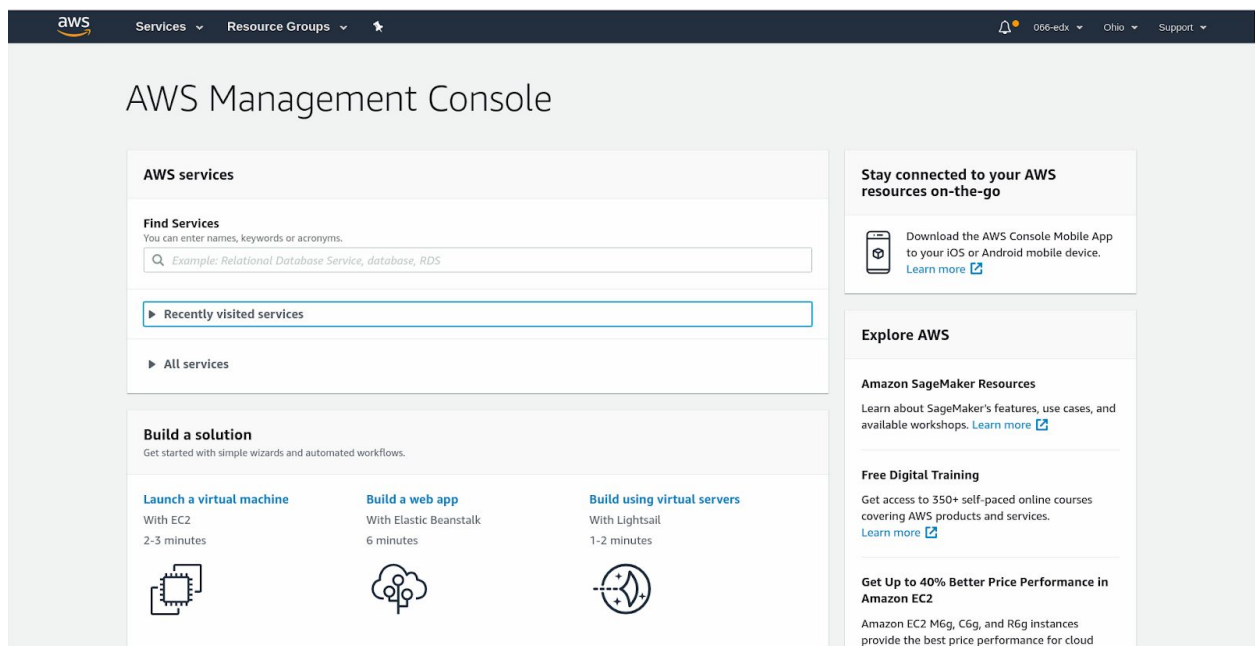 aws
Services
Resource Groups
066-edx
Ohio
Support
AWS Management Console
AWS services
Find Services
You can enter names, keywords or acronyms.
Example: Relational Database Service, database, RDS
Recently visited services
All services
Build a solution
Get started with simple wizards and automated workflows.
Launch a virtual machine
With EC2
2-3 minutes
Build a web app
With Elastic Beanstalk
6 minutes
Build using virtual servers
With Lightsail
1-2 minutes
Stay connected to your AWS
resources on-the-go
Download the AWS Console Mobile App
to your iOS or Android mobile device.
Learn more
Explore AWS
Amazon SageMaker Resources
Learn about SageMaker's features, use cases, and
available workshops. Learn more
Free Digital Training
Get access to 350+ self-paced online courses
covering AWS products and services.
Learn more
Get Up to 40% Better Price Performance in
Amazon EC2
Amazon EC2 M6g, C6g, and R6g instances
provide the best price performance for cloud